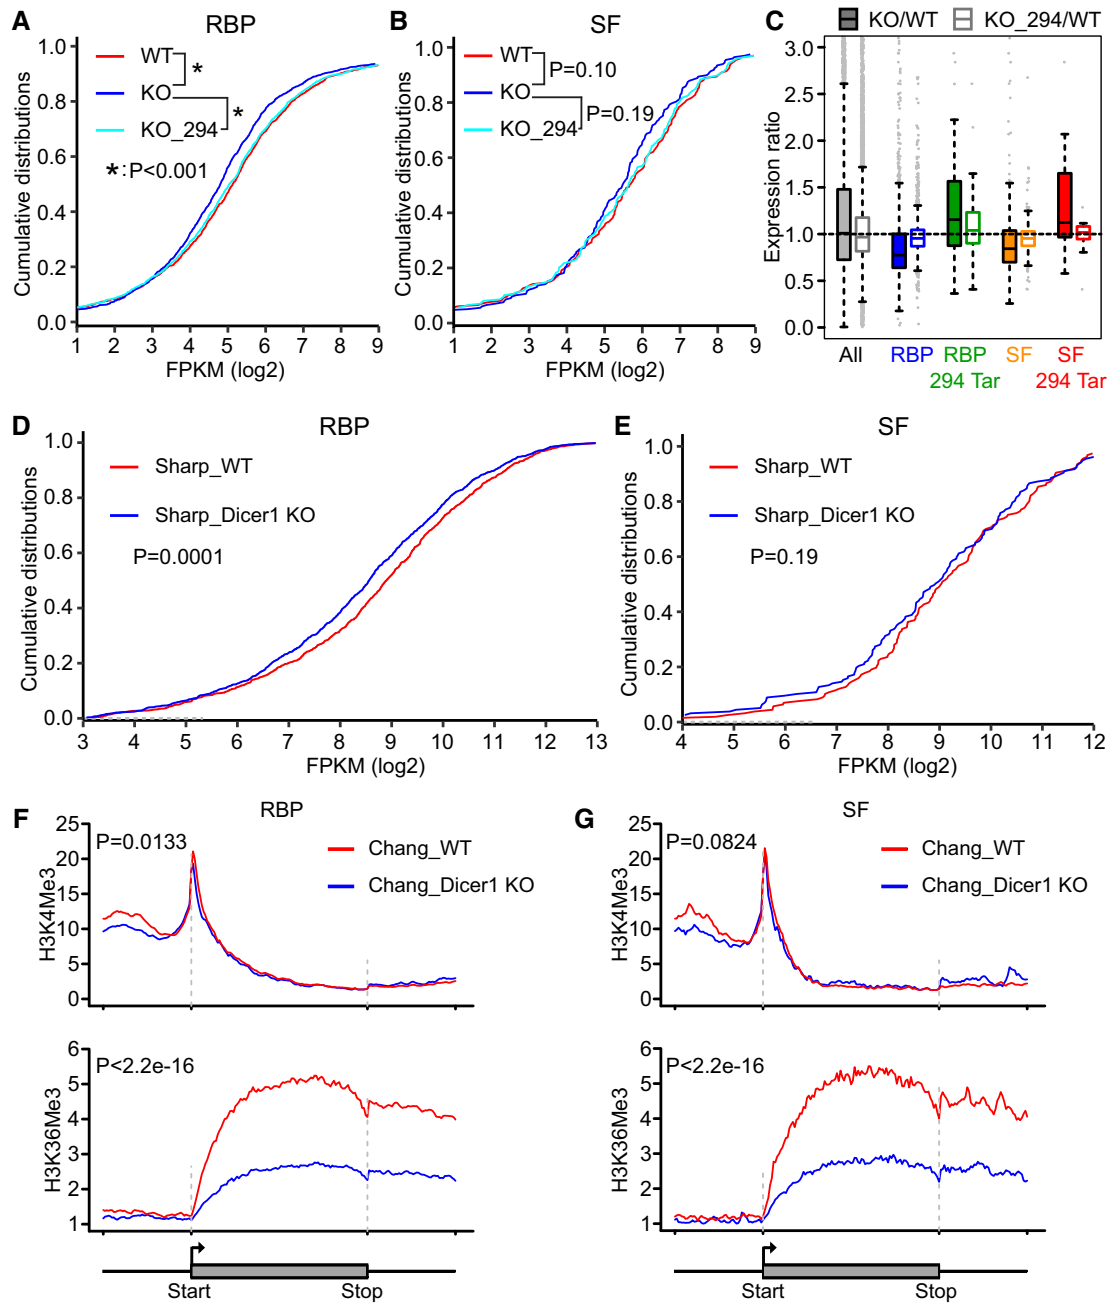 A
RBP
Cumulative distributions
1.0
0.8
0.6
0.4
0.2
0.0
WT
KO
KO_294
*
*
*:P<0.001
1 2 3 4 5 6 7 8 9
FPKM (log2)
B
SF
Cumulative distributions
1.0
0.8
0.6
0.4
0.2
0.0
WT
KO
KO_294
P=0.10
P=0.19
1 2 3 4 5 6 7 8 9
FPKM (log2)
C
KO/WT KO_294/WT
Expression ratio
3.0
2.5
2.0
1.5
1.0
0.5
0.0
All RBP RBP SF SF
294 Tar 294 Tar
D
RBP
Cumulative distributions
1.0
0.8
0.6
0.4
0.2
0.0
Sharp_WT
Sharp_Dicer1 KO
P=0.0001
3 4 5 6 7 8 9 10 11 12 13
FPKM (log2)
E
SF
Cumulative distributions
1.0
0.8
0.6
0.4
0.2
0.0
Sharp_WT
Sharp_Dicer1 KO
P=0.19
4 5 6 7 8 9 10 11 12
FPKM (log2)
F
RBP
H3K4Me3
25
20
15
10
5
0
P=0.0133
Chang_WT
Chang_Dicer1 KO
H3K36Me3
6
5
4
3
2
1
P<2.2e-16
Start Stop
G
SF
H3K4Me3
25
20
15
10
5
0
P=0.0824
Chang_WT
Chang_Dicer1 KO
H3K36Me3
6
5
4
3
2
1
P<2.2e-16
Start Stop